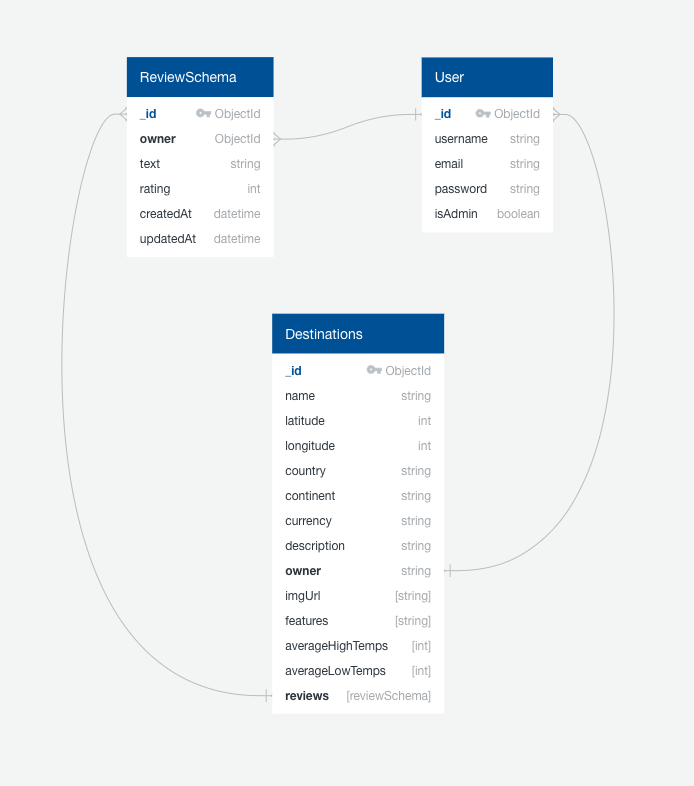 ReviewSchema
_id ObjectId
owner ObjectId
text string
rating int
createdAt datetime
updatedAt datetime
User
_id ObjectId
username string
email string
password string
isAdmin boolean
Destinations
_id ObjectId
name string
latitude int
longitude int
country string
continent string
currency string
description string
owner string
imgUrl [string]
features [string]
averageHighTemps [int]
averageLowTemps [int]
reviews [reviewSchema]